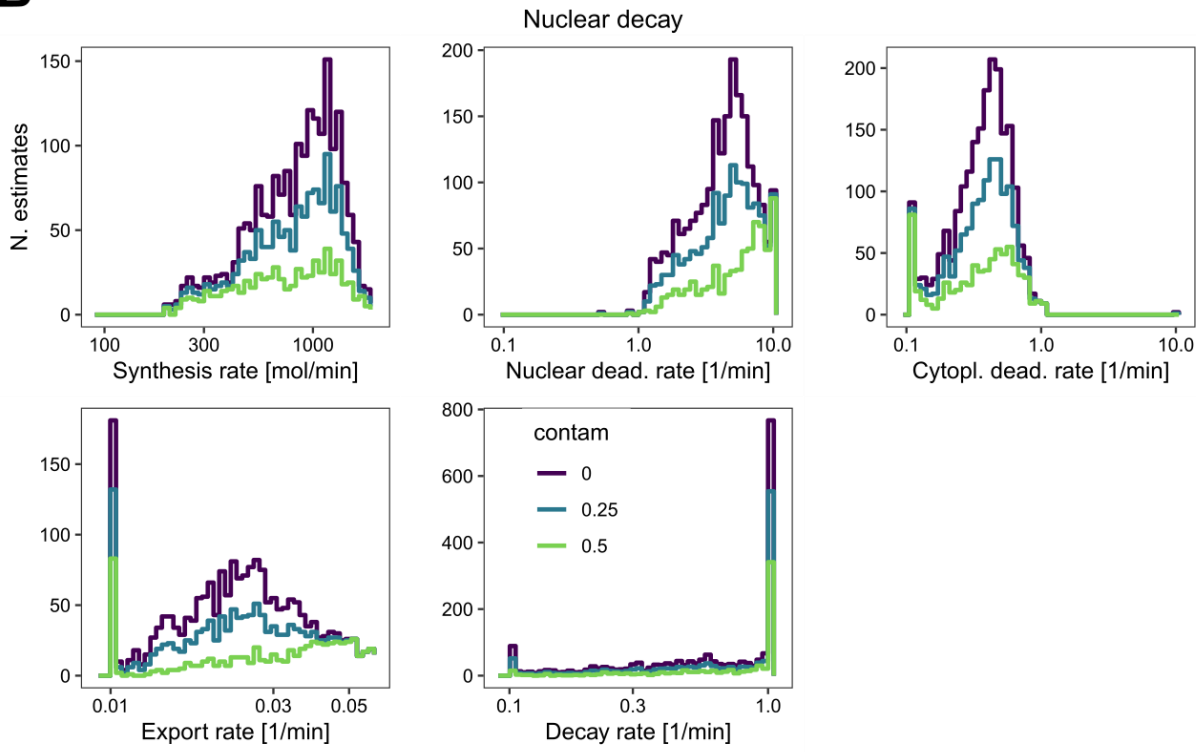 B
Nuclear decay
N. estimates
150
100
50
0
100 300 1000
Synthesis rate [mol/min]
200
150
100
50
0
0.1 1.0 10.0
Nuclear dead. rate [1/min]
200
150
100
50
0
0.1 1.0 10.0
Cytopl. dead. rate [1/min]
150
100
50
0
0.01 0.03 0.05
Export rate [1/min]
800
600
400
200
0
contam
0
0.25
0.5
0.1 0.3 1.0
Decay rate [1/min]